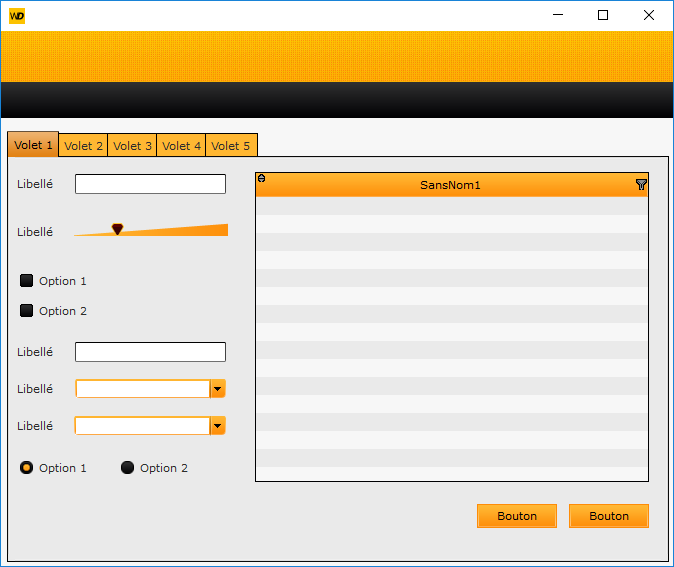 WD
Volet 1 Volet 2 Volet 3 Volet 4 Volet 5
Libellé
SansNom1
Libellé
Option 1
Option 2
Libellé
Libellé
Libellé
Option 1 Option 2
Bouton Bouton